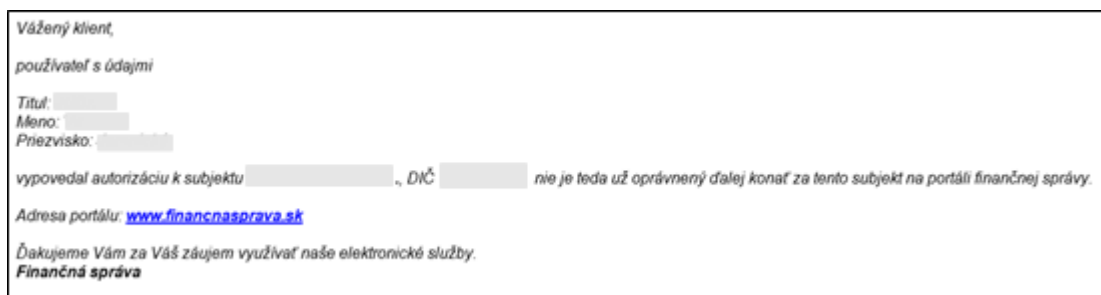 Vážený klient,
používateľ s údajmi
Titul:
Meno:
Priezvisko:
vypovedal autorizáciu k subjektu ., DIČ nie je teda už oprávnený ďalej konať za tento subjekt na portáli finančnej správy.
Adresa portálu: www.financnasprava.sk
Ďakujeme Vám za Váš záujem využívať naše elektronické služby.
Finančná správa